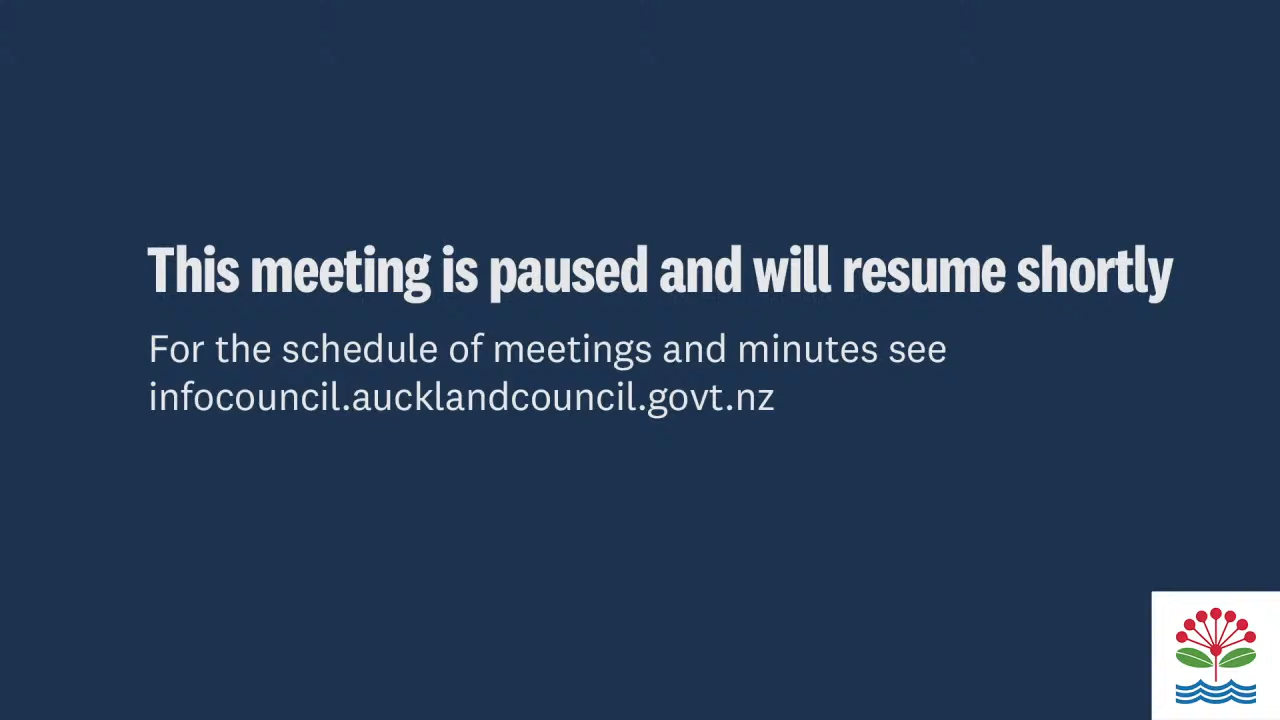 This meeting is paused and will resume shortly
For the schedule of meetings and minutes see
infocouncil.aucklandcouncil.govt.nz